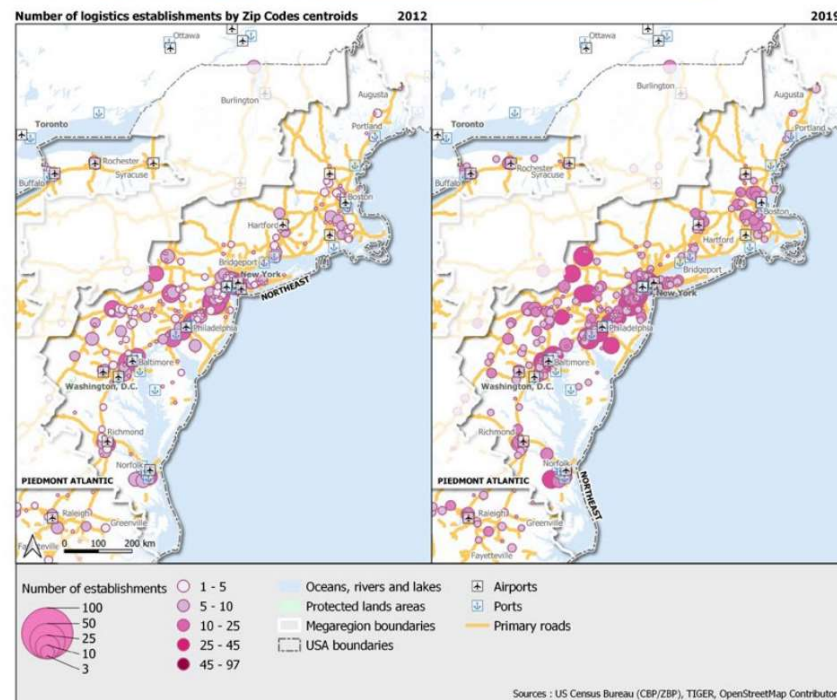 Number of logistics establishments by Zip Codes centroids 2012 2019
Ottawa
Burlington
Augusta
Portland
Toronto
Rochester
Syracuse
Buffalo
Boston
Hartford
Bridgeport
New York
NORTHEAST
Philadelphia
Baltimore
Washington, D.C.
Richmond
Norfolk
PIEDMONT ATLANTIC
Raleigh
Greenville
Fayetteville
0 100 200 km
Ottawa
Burlington
Augusta
Portland
Toronto
Rochester
Syracuse
Buffalo
Boston
Hartford
Bridgeport
New York
Philadelphia
Baltimore
Washington, D.C.
Richmond
Norfolk
PIEDMONT ATLANTIC
NORTHEAST
Raleigh
Greenville
Fayetteville
Number of establishments
100
50
25
10
3
1 - 5
5 - 10
10 - 25
25 - 45
45 - 97
Oceans, rivers and lakes
Protected lands areas
Megaregion boundaries
USA boundaries
Airports
Ports
Primary roads
Sources : US Census Bureau (CBP/ZBP), TIGER, OpenStreetMap Contributor